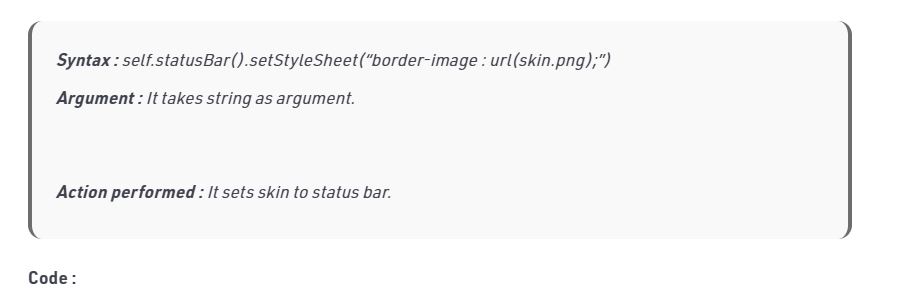 Syntax : self.statusBar().setStyleSheet(“border-image : url(skin.png);”)
Argument : It takes string as argument.
Action performed : It sets skin to status bar.
Code :